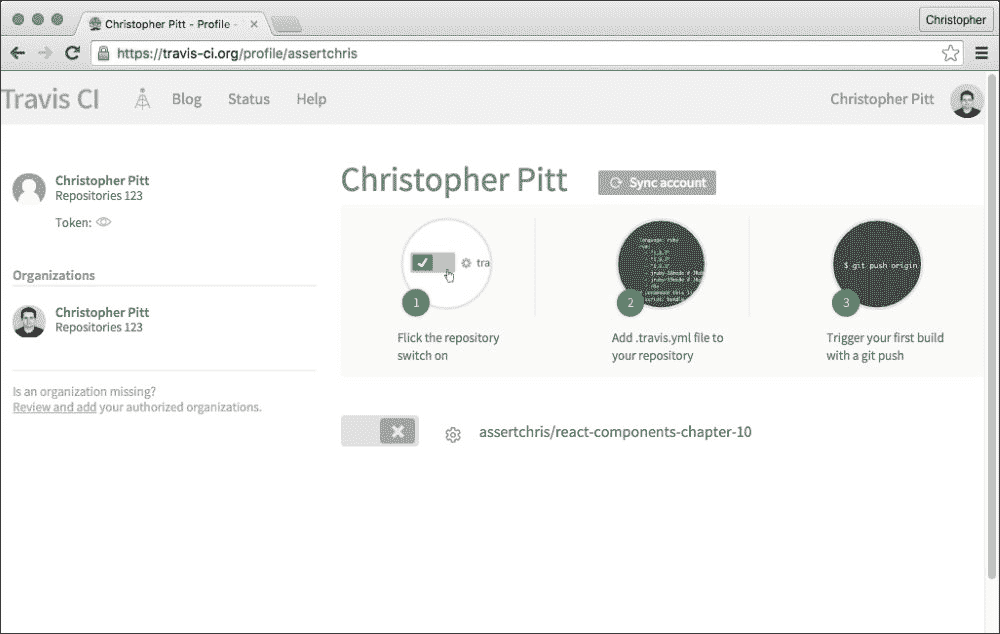 Christopher Pitt - Profile -
Christopher
https://travis-ci.org/profile/assertchris
Travis CI
Blog
Status
Help
Christopher Pitt
Christopher Pitt
Repositories 123
Token:
Organizations
Christopher Pitt
Repositories 123
Is an organization missing?
Review and add your authorized organizations.
Christopher Pitt
Sync account
tra
1
Flick the repository
switch on
language: ruby
2
Add .travis.yml file to
your repository
$ git push origin
3
Trigger your first build
with a git push
assertchris/react-components-chapter-10